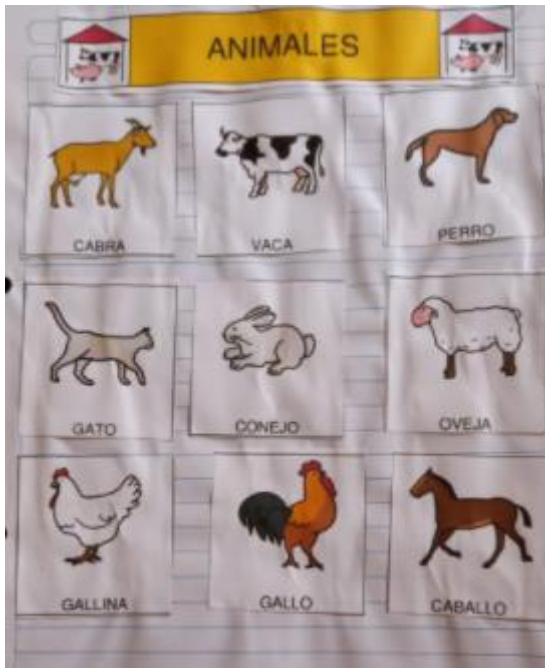 ANIMALES
CABRA
VACA
PERRO
GATO
CONEJO
OVEJA
GALLINA
GALLO
CABALLO